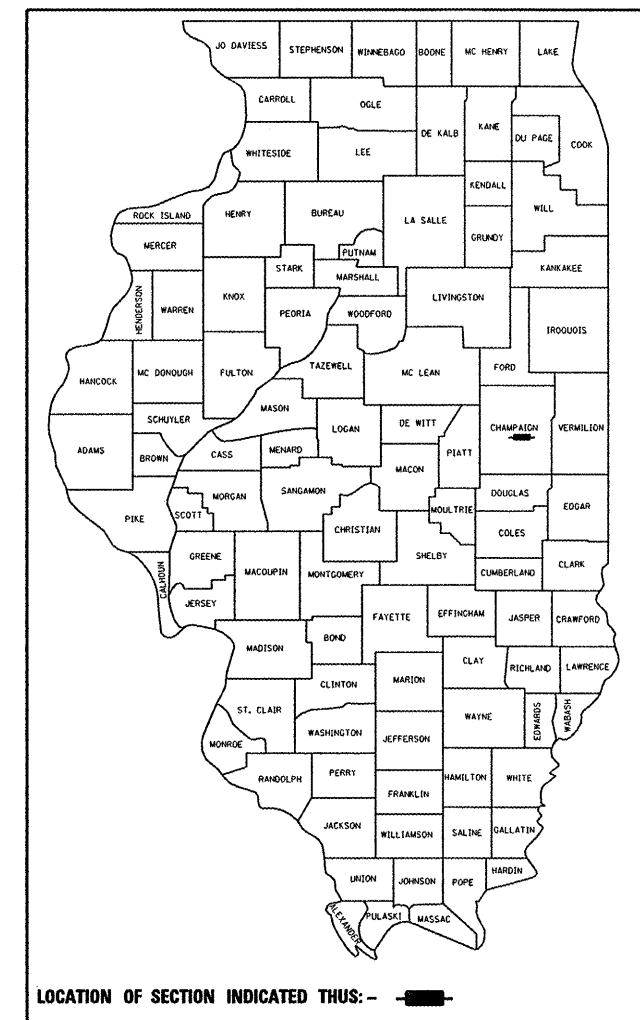 JO DAVIESS STEPHENSON WINNEBAGO BOONE MC HENRY LAKE
CARROLL OGLE DE KALB KANE DU PAGE COOK
WHITESIDE LEE
KENDALL WILL
ROCK ISLAND HENRY BUREAU LA SALLE
MERCER PUTNAM GRUNDY
STARK MARSHALL KANKAKEE
HENDERSON WARREN KNOX PEORIA WOODFORD LIVINGSTON IROQUOIS
HANCOCK MC DONOUGH FULTON TAZEWELL MC LEAN FORD
MASON
SCHUYLER LOGAN DE WITT CHAMPAIGN VERMILION
ADAMS BROWN CASS MENARD MACON PIATT
MORGAN SANGAMON DOUGLAS EDGAR
PIKE SCOTT CHRISTIAN MOULTRIE COLES
GREENE MACOUPIN MONTGOMERY SHELBY CUMBERLAND CLARK
CALHOUN JERSEY
FAYETTE EFFINGHAM JASPER CRAWFORD
MADISON BOND
CLINTON MARION CLAY RICHLAND LAWRENCE
ST. CLAIR WAYNE EDWARDS WABASH
MONROE WASHINGTON JEFFERSON
RANDOLPH PERRY FRANKLIN HAMILTON WHITE
JACKSON WILLIAMSON SALINE GALLATIN
UNION JOHNSON POPE HARDIN
ALEXANDER PULASKI MASSAC
LOCATION OF SECTION INDICATED THUS: -